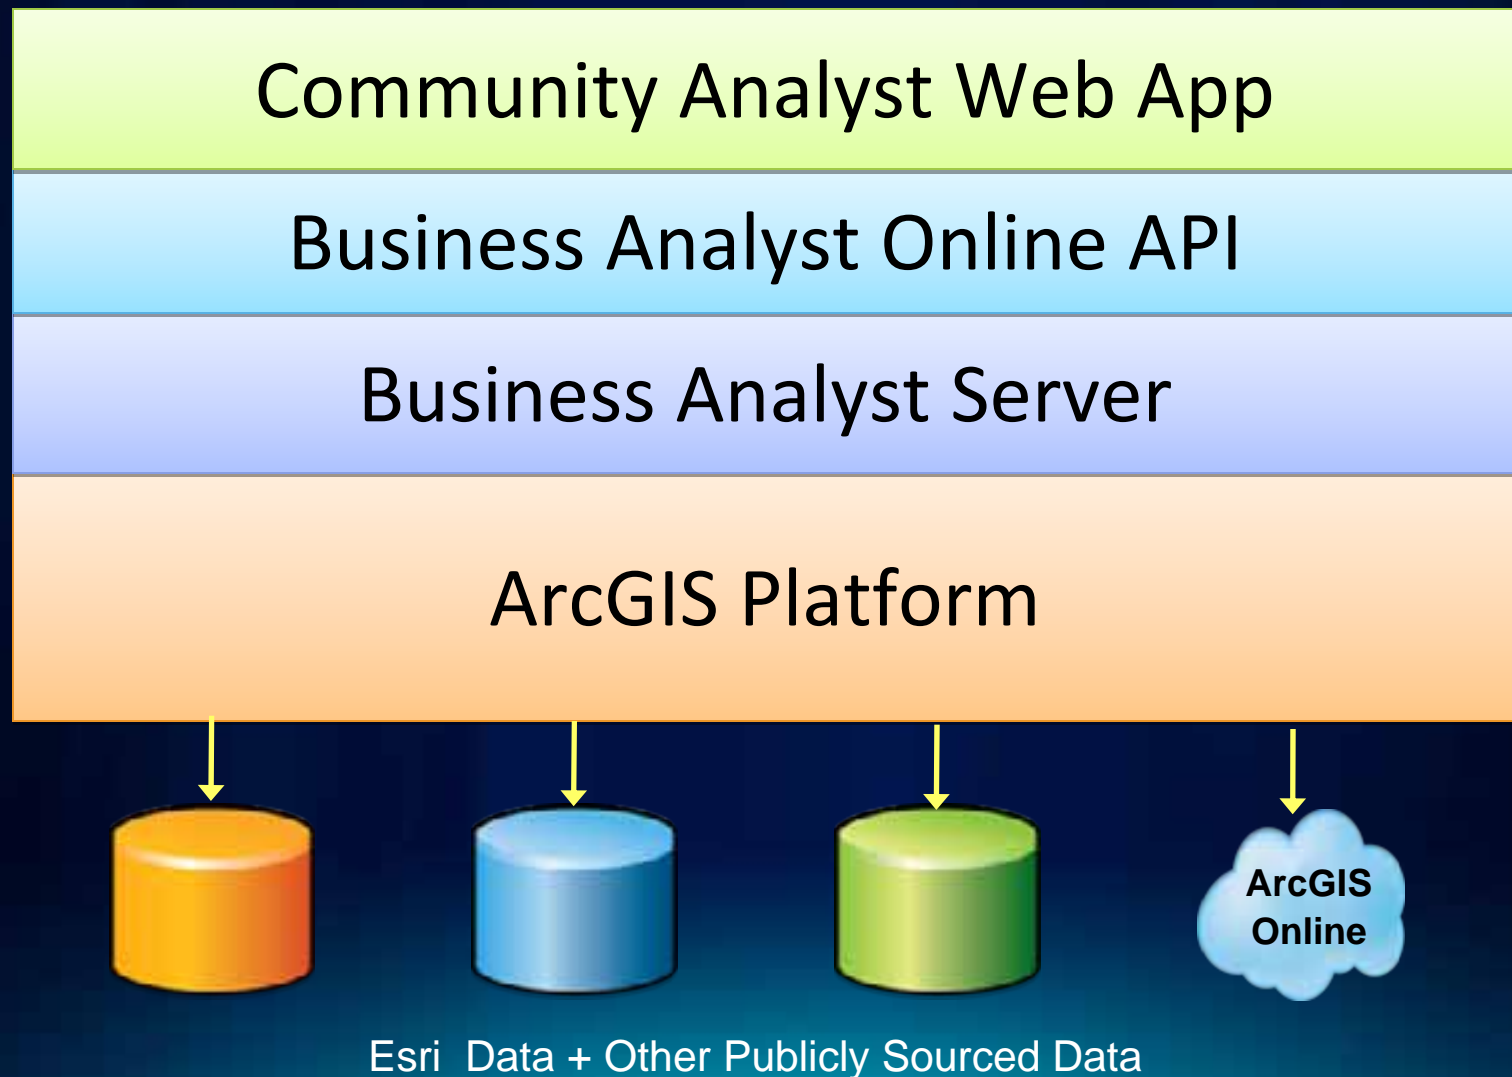 Community Analyst Web App
Business Analyst Online API
Business Analyst Server
ArcGIS Platform
ArcGIS
Online
Esri  Data + Other Publicly Sourced Data